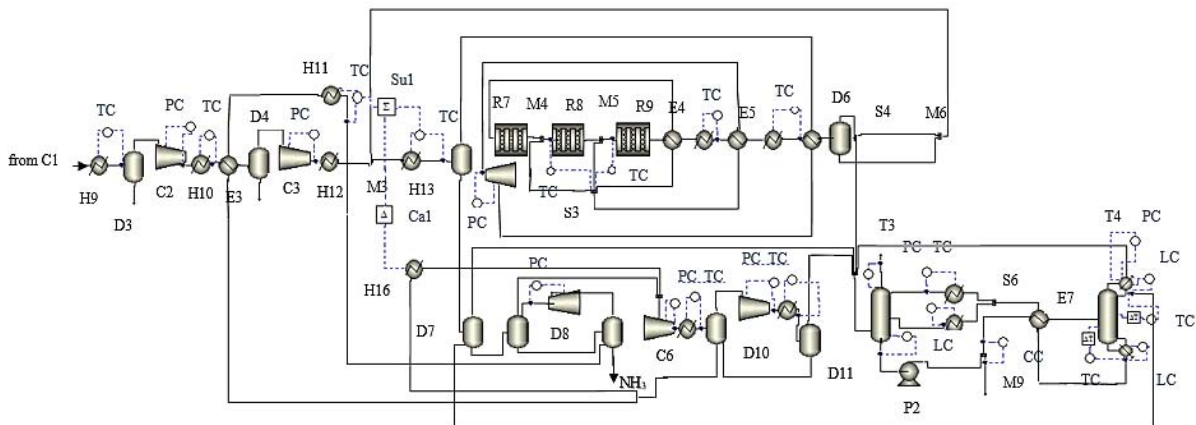 H11
TC
Su1
Σ
TC
R7
M4
R8
M5
R9
E4
TC
E5
TC
D6
S4
M6
TC
PC
TC
D4
PC
from C1
H9
D3
C2
H10
E3
C3
H12
M3
H13
PC
TC
S3
TC
Δ
Ca1
T3
T4
PC
LC
H16
PC
PC TC
PC TC
PC TC
S6
E7
TC
ΔT
ΔT
D7
D8
C6
D10
D11
LC
CC
TC
LC
NH₃
P2
M9